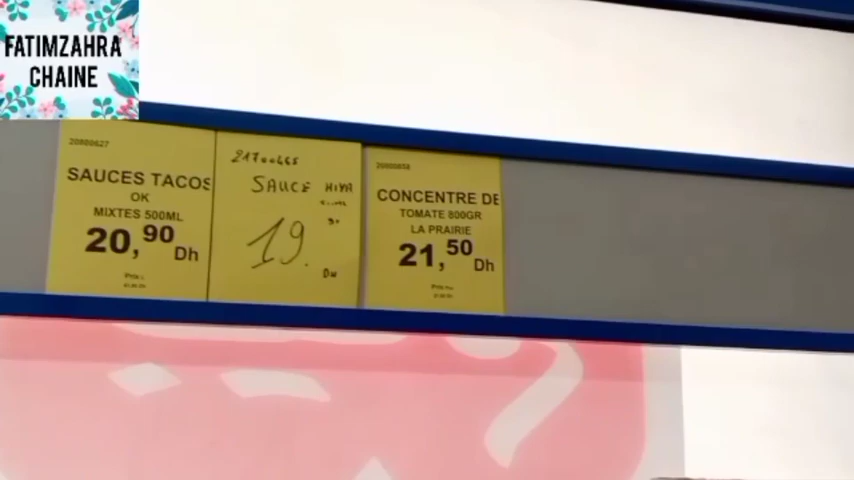 FATIMZAHRA
CHAINE
20800627
SAUCES TACOS
OK
MIXTES 500ML
20,90 Dh
SAUCE
19.
DH
CONCENTRE DE
TOMATE 800GR
LA PRAIRIE
21,50 Dh